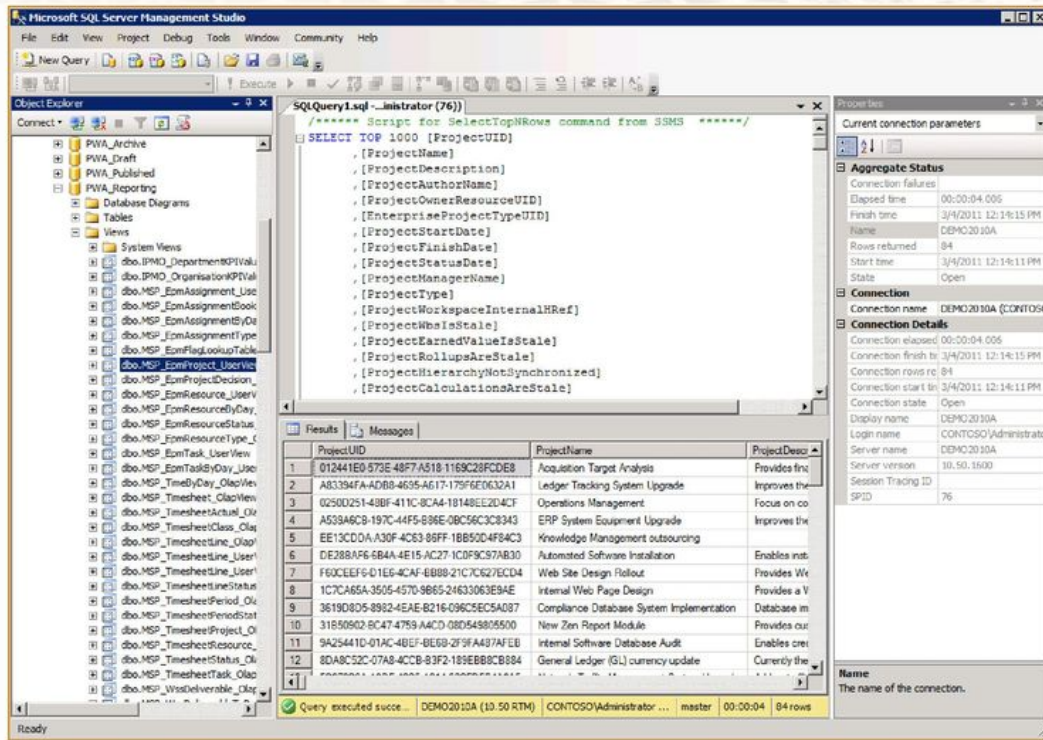 Microsoft SQL Server Management Studio
File Edit View Project Debug Tools Window Community Help
New Query
Execute
Object Explorer
Connect
PWA_Archive
PWA_Draft
PWA_Published
PWA_Reporting
Database Diagrams
Tables
Views
System Views
dbo.IPMO_DepartmentKPIValu
dbo.IPMO_OrganisationKPIVal
dbo.MSP_EpmAssignment_Use
dbo.MSP_EpmAssignmentBook
dbo.MSP_EpmAssignmentByDa
dbo.MSP_EpmAssignmentType
dbo.MSP_EpmFlagLookupTable
dbo.MSP_EpmProject_UserView
dbo.MSP_EpmProjectDecision_
dbo.MSP_EpmResource_UserV
dbo.MSP_EpmResourceByDay_
dbo.MSP_EpmResourceStatus_
dbo.MSP_EpmResourceType_O
dbo.MSP_EpmTask_UserView
dbo.MSP_EpmTaskByDay_User
dbo.MSP_TimeByDay_OlapView
dbo.MSP_Timesheet_OlapView
dbo.MSP_TimesheetActual_Ola
dbo.MSP_TimesheetClass_Olap
dbo.MSP_TimesheetLine_Olap
dbo.MSP_TimesheetLine_User
dbo.MSP_TimesheetLine_User
dbo.MSP_TimesheetLineStatus
dbo.MSP_TimesheetPeriod_Ola
dbo.MSP_TimesheetPeriodStat
dbo.MSP_TimesheetProject_Ol
dbo.MSP_TimesheetResource_
dbo.MSP_TimesheetStatus_Ola
dbo.MSP_TimesheetTask_Olap
dbo.MSP_WssDeliverable_Olap
SQLQuery1.sql -...inistrator (76))
/****** Script for SelectTopNRows command from SSMS ******/
SELECT TOP 1000 [ProjectUID]
,[ProjectName]
,[ProjectDescription]
,[ProjectAuthorName]
,[ProjectOwnerResourceUID]
,[EnterpriseProjectTypeUID]
,[ProjectStartDate]
,[ProjectFinishDate]
,[ProjectStatusDate]
,[ProjectManagerName]
,[ProjectType]
,[ProjectWorkspaceInternalHRef]
,[ProjectWbsIsStale]
,[ProjectEarnedValueIsStale]
,[ProjectRollupsAreStale]
,[ProjectHierarchyNotSynchronized]
,[ProjectCalculationsAreStale]
Results Messages
ProjectUID ProjectName ProjectDescr
1 012441E0-573E-48F7-A518-1169C28FCDE8 Acquisition Target Analysis Provides fina
2 A83394FA-ADB8-4695-A617-179F6E0632A1 Ledger Tracking System Upgrade Improves the
3 0250D251-48BF-411C-8CA4-18148EE2D4CF Operations Management Focus on co
4 A539A6CB-197C-44F5-B86E-0BC56C3C8343 ERP System Equipment Upgrade Improves the
5 EE13CDDA-A30F-4C63-86FF-1BB50D4F84C3 Knowledge Management outsourcing
6 DE288AF6-6B4A-4E15-AC27-1C0F9C97AB30 Automated Software Installation Enables inst
7 F60CEEF6-D1E6-4CAF-BB88-21C7C627ECD4 Web Site Design Rollout Provides We
8 1C7CA65A-3505-4570-9B65-24633063E9AE Internal Web Page Design Provides a V
9 3619D8D5-8982-4EAE-B216-096C5EC5A087 Compliance Database System Implementation Database im
10 31B50902-BC47-4759-A4CD-08D549805500 New Zen Report Module Provides cus
11 9A25441D-01AC-4BEF-BE6B-2F9FA487AFEB Internal Software Database Audit Enables crea
12 8DA8C52C-07A8-4CCB-B3F2-189EBB8CB884 General Ledger (GL) currency update Currently the
Query executed succe... DEMO2010A (10.50 RTM) CONTOSO\Administrator ... master 00:00:04 84 rows
Properties
Current connection parameters
Aggregate Status
Connection failures
Elapsed time 00:00:04.006
Finish time 3/4/2011 12:14:15 PM
Name DEMO2010A
Rows returned 84
Start time 3/4/2011 12:14:11 PM
State Open
Connection
Connection name DEMO2010A (CONTOSO
Connection Details
Connection elapsed 00:00:04.006
Connection finish ti 3/4/2011 12:14:15 PM
Connection rows re 84
Connection start tin 3/4/2011 12:14:11 PM
Connection state Open
Display name DEMO2010A
Login name CONTOSO\Administrato
Server name DEMO2010A
Server version 10.50.1600
Session Tracing ID
SPID 76
Name
The name of the connection.
Ready